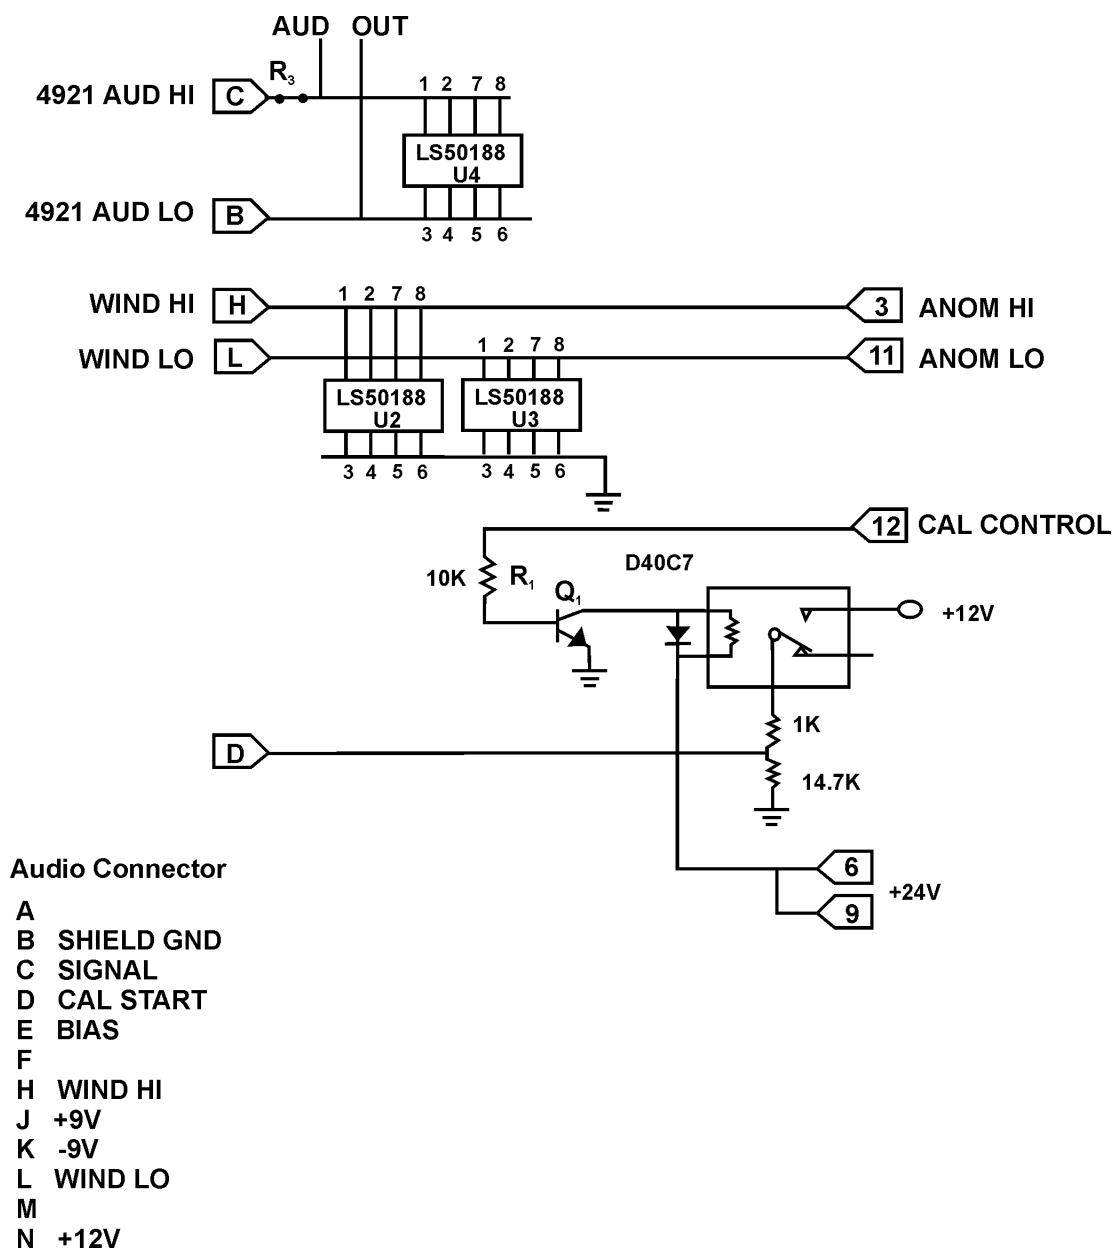 AUD OUT
R3
4921 AUD HI C 1 2 7 8
LS50188
U4
4921 AUD LO B
3 4 5 6
WIND HI H 1 2 7 8 3 ANOM HI
WIND LO L 1 2 7 8 11 ANOM LO
LS50188 LS50188
U2 U3
3 4 5 6 3 4 5 6
12 CAL CONTROL
D40C7
10K R1 Q1
+12V
1K
D
14.7K
6
+24V
9
Audio Connector
A
B SHIELD GND
C SIGNAL
D CAL START
E BIAS
F
H WIND HI
J +9V
K -9V
L WIND LO
M
N +12V